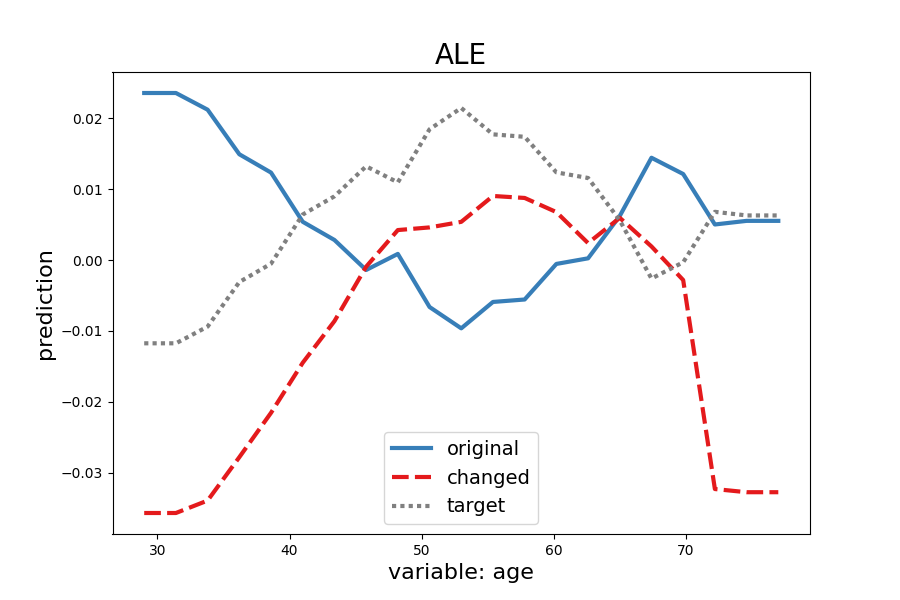 ALE
prediction
0.02
0.01
0.00
−0.01
−0.02
−0.03
original
changed
target
30 40 50 60 70
variable: age